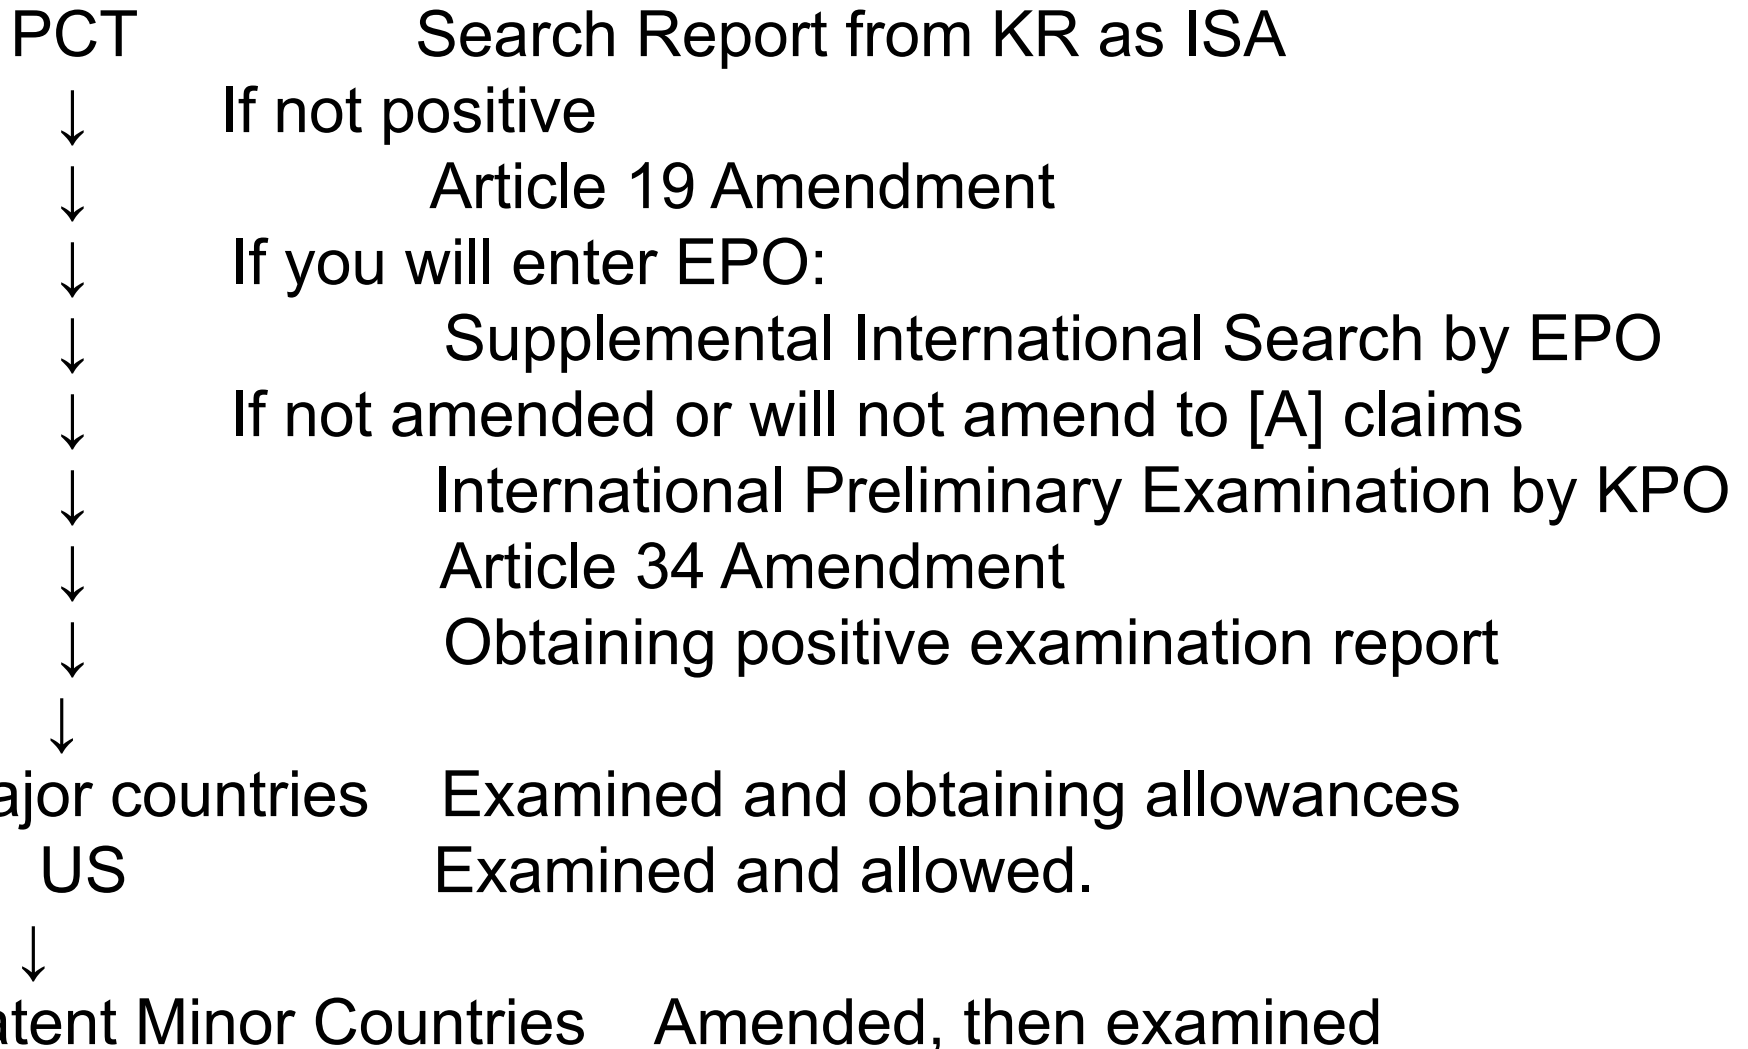 PCT Search Report from KR as ISA
↓ If not positive
↓ Article 19 Amendment
↓ If you will enter EPO:
↓ Supplemental International Search by EPO
↓ If not amended or will not amend to [A] claims
↓ International Preliminary Examination by KPO
↓ Article 34 Amendment
↓ Obtaining positive examination report
↓
ajor countries Examined and obtaining allowances
US Examined and allowed.
↓
atent Minor Countries Amended, then examined